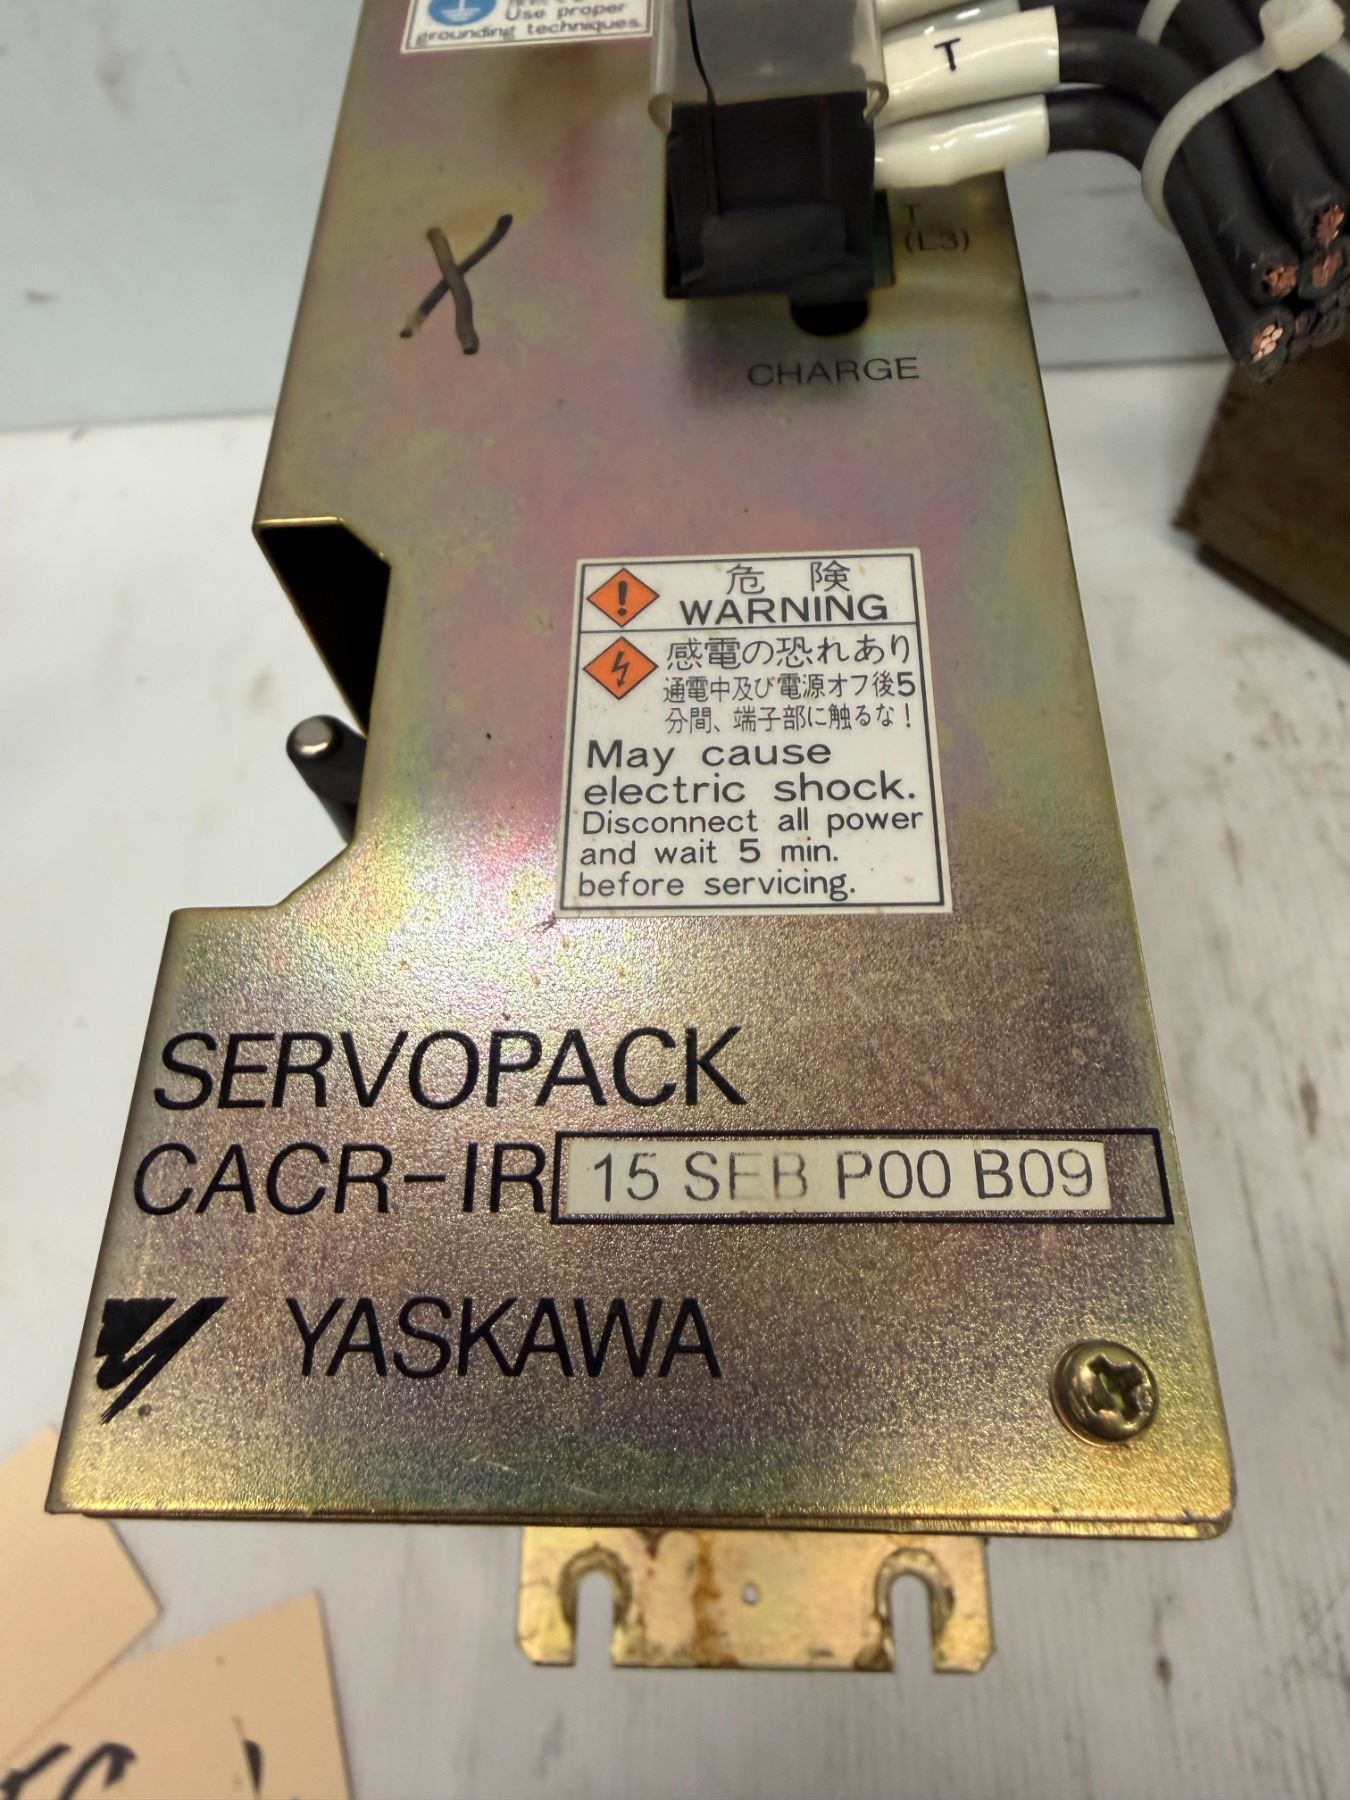 Use proper
grounding techniques.
T
T
(L3)
X
CHARGE
危 険
WARNING
感電の恐れあり
通電中及び電源オフ後5
分間、端子部に触るな!
May cause
electric shock.
Disconnect all power
and wait 5 min.
before servicing.
SERVOPACK
CACR-IR 15 SEB P00 B09
YASKAWA